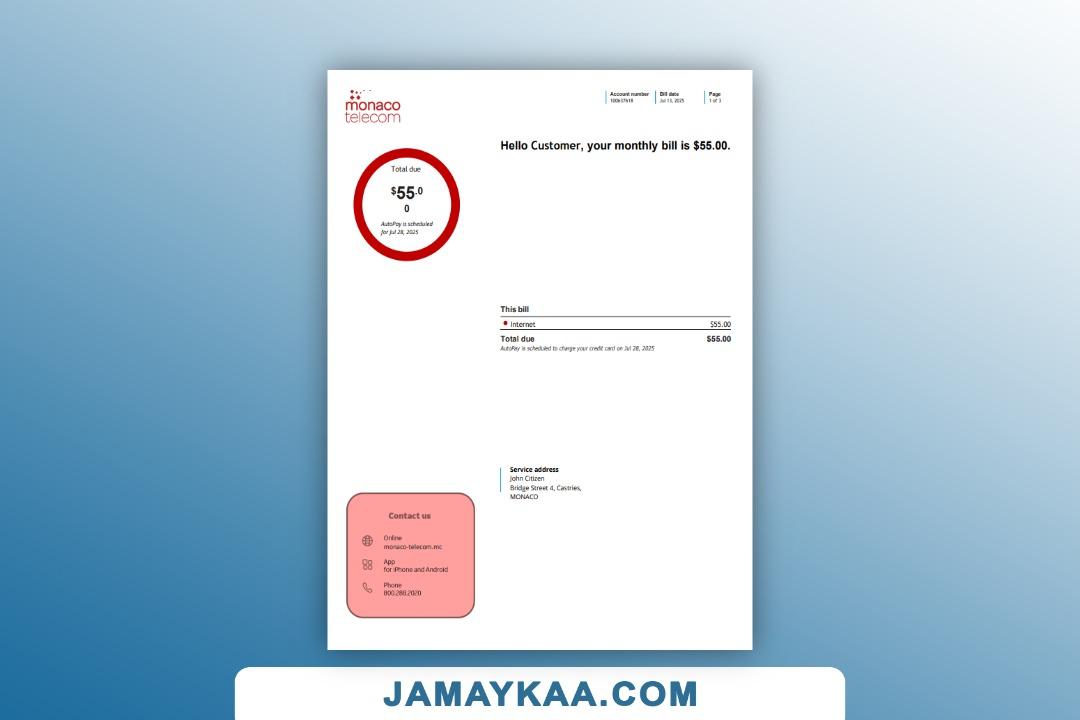 monaco
telecom
Account number
100637618
Bill date
Jul 13, 2025
Page
1 of 3
Hello Customer, your monthly bill is $55.00.
Total due
$55.0
0
AutoPay is scheduled
for Jul 28, 2025
This bill
Internet $55.00
Total due $55.00
AutoPay is scheduled to charge your credit card on Jul 28, 2025
Service address
John Citizen
Bridge Street 4, Castries,
MONACO
Contact us
Online
monaco-telecom.mc
App
for iPhone and Android
Phone
800.288.2020
JAMAYKAA.COM